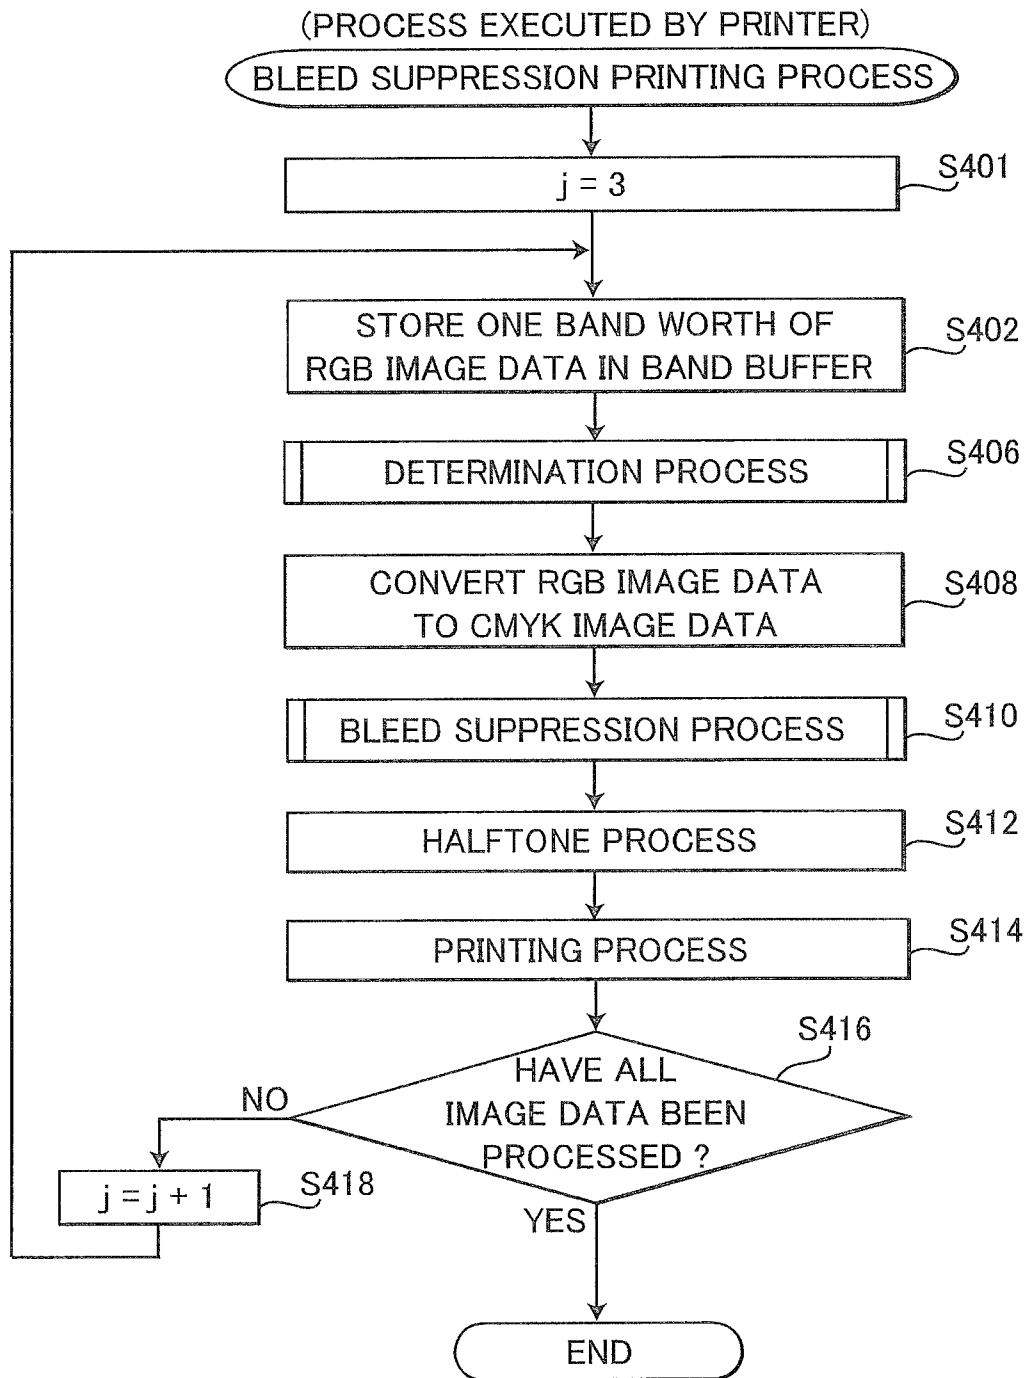 (PROCESS EXECUTED BY PRINTER)
BLEED SUPPRESSION PRINTING PROCESS
j = 3
S401
STORE ONE BAND WORTH OF
RGB IMAGE DATA IN BAND BUFFER
S402
DETERMINATION PROCESS
S406
CONVERT RGB IMAGE DATA
TO CMYK IMAGE DATA
S408
BLEED SUPPRESSION PROCESS
S410
HALFTONE PROCESS
S412
PRINTING PROCESS
S414
HAVE ALL
IMAGE DATA BEEN
PROCESSED ?
S416
NO
j = j + 1
S418
YES
END